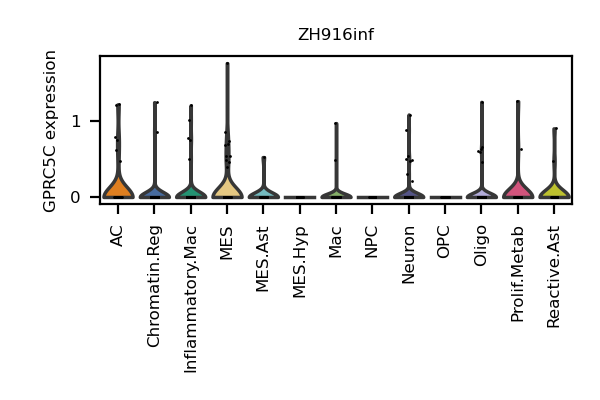 ZH916inf
GPRC5C expression
1
0
AC
Chromatin.Reg
Inflammatory.Mac
MES
MES.Ast
MES.Hyp
Mac
NPC
Neuron
OPC
Oligo
Prolif.Metab
Reactive.Ast